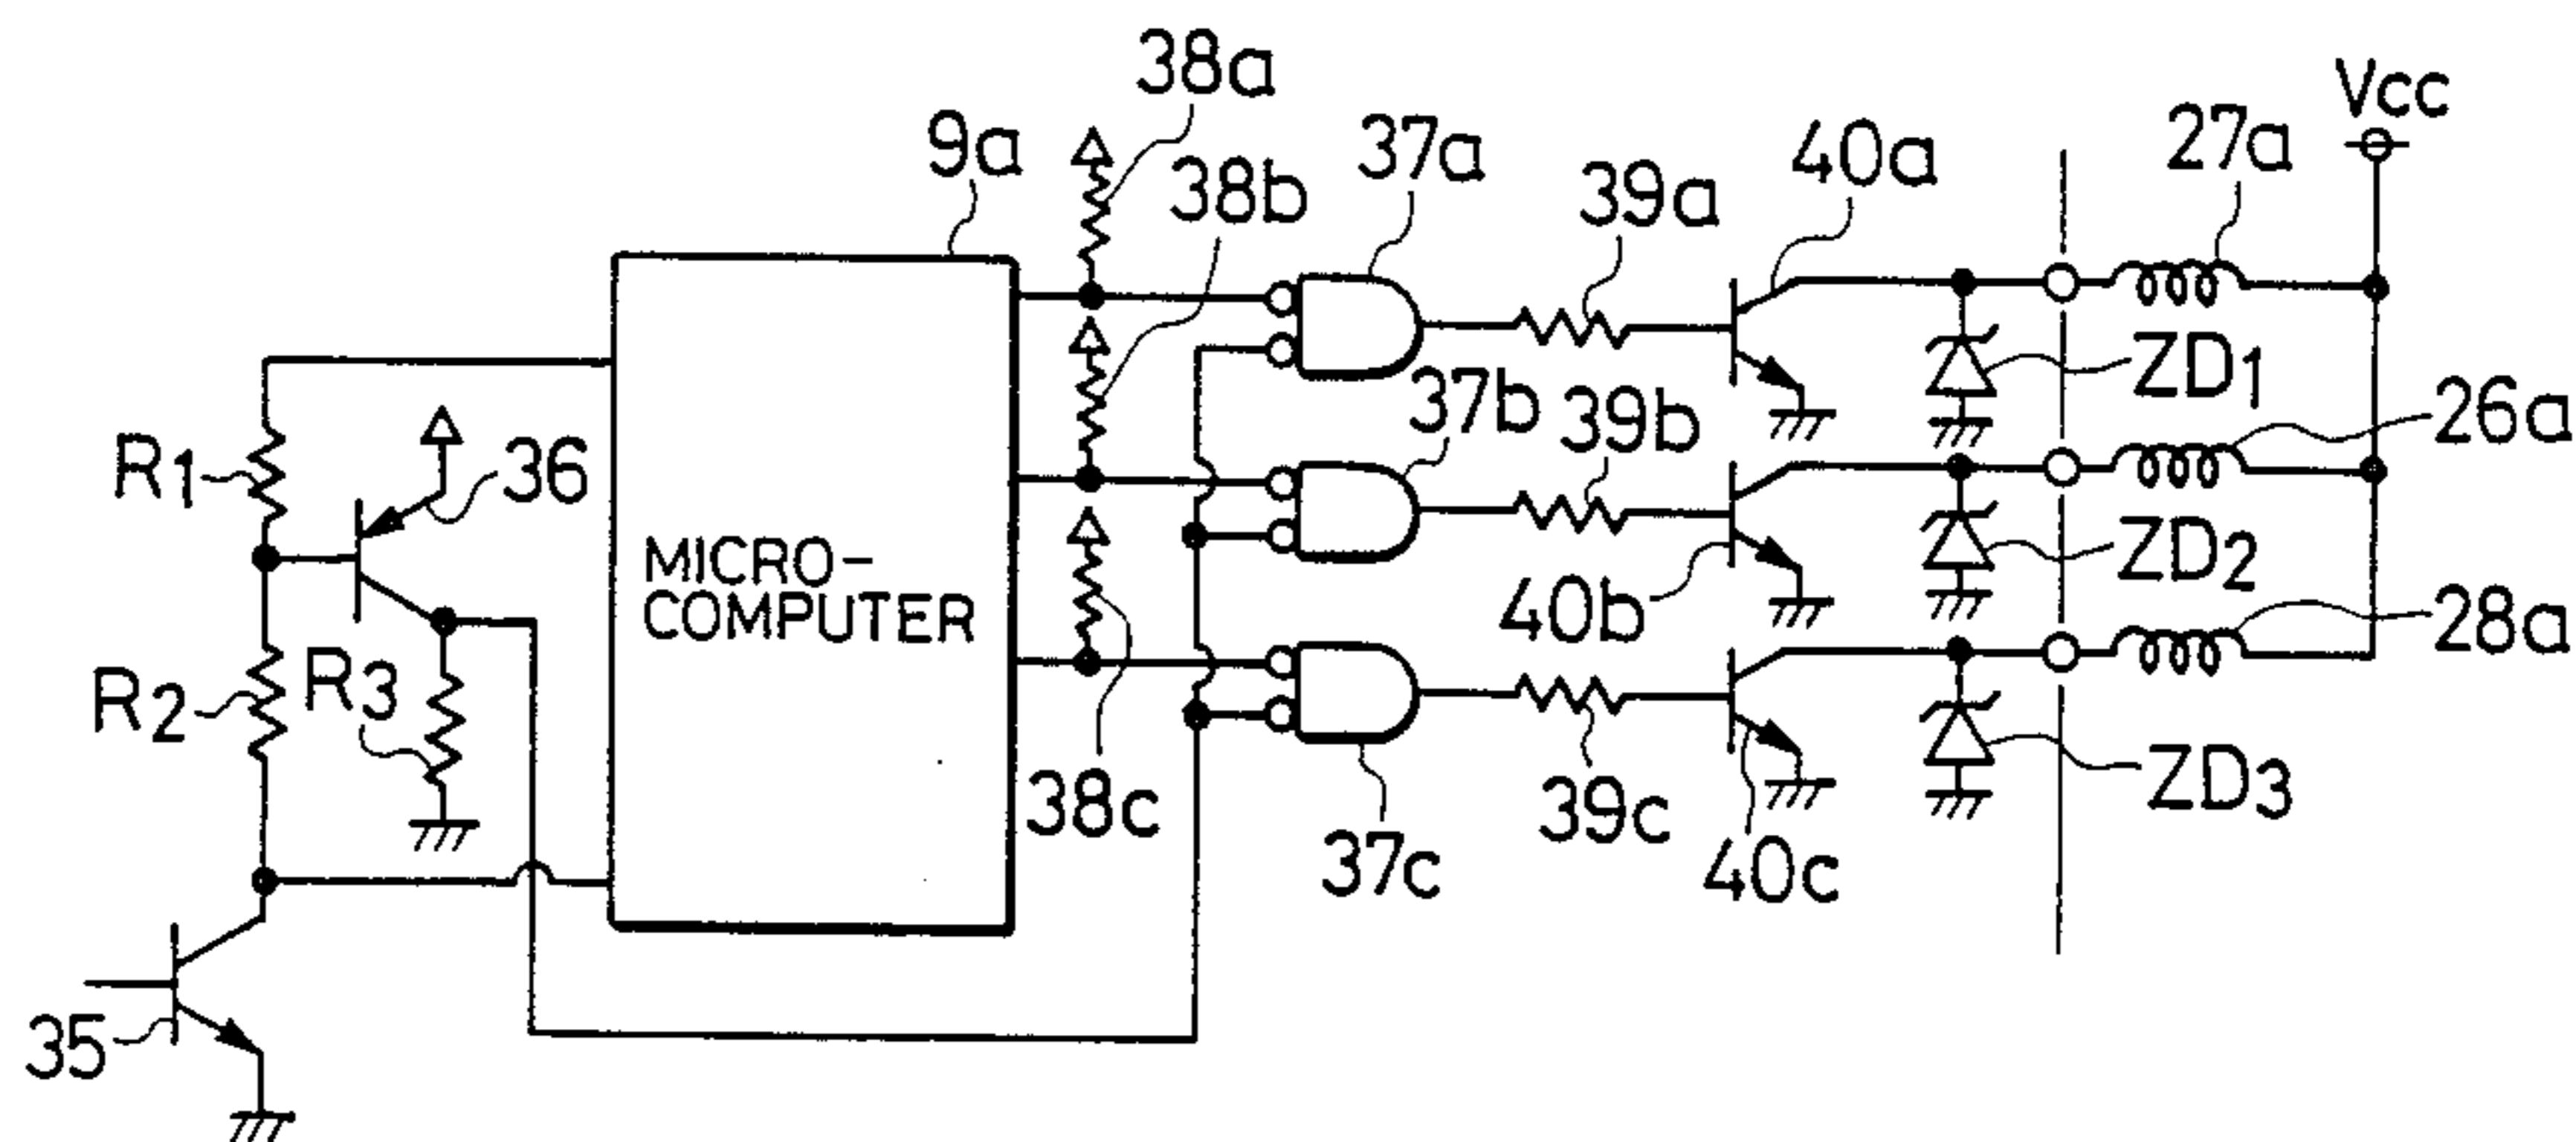 38a
Vcc
9a
37a
27a
38b
39a
40a
ZD1
37b
39b
26a
R1
36
ZD2
MICRO-
COMPUTER
40b
28a
R2
R3
38c
39c
ZD3
37c
40c
35